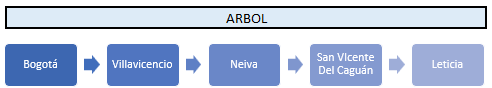 ARBOL
Bogotá
Villavicencio
Neiva
San VIcente
Del Caguán
Leticia